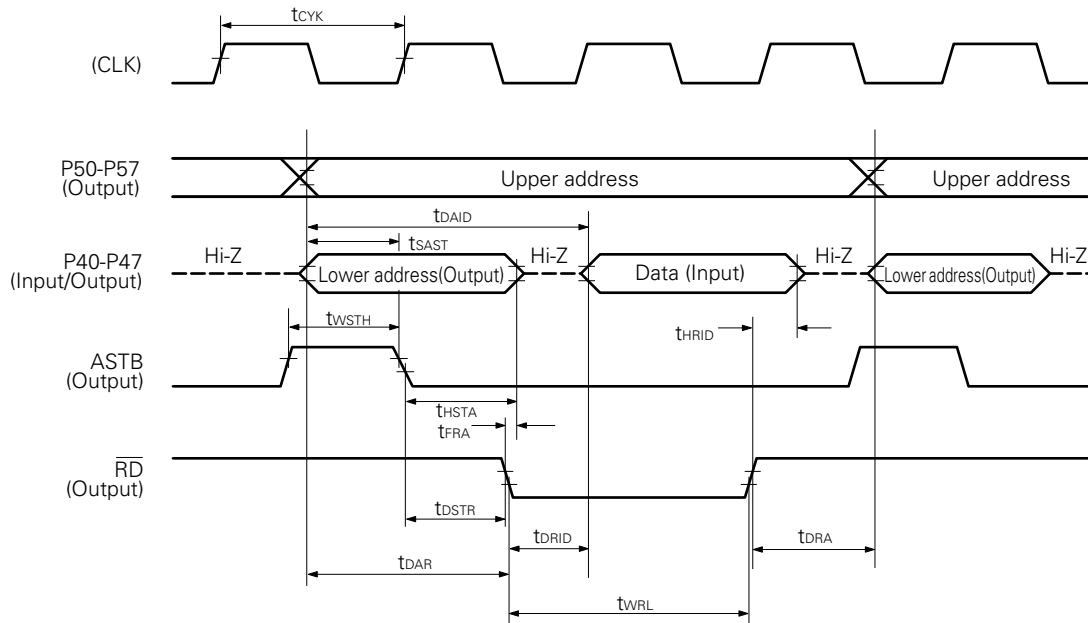 tCYK
(CLK)
P50-P57
(Output)
Upper address
Upper address
tDAID
tSAST
P40-P47
(Input/Output)
Hi-Z
Lower address(Output)
Hi-Z
Data (Input)
Hi-Z
Lower address(Output)
Hi-Z
tWSTH
tHRID
ASTB
(Output)
tHSTA
tFRA
RD
(Output)
tDSTR
tDRID
tDRA
tDAR
tWRL